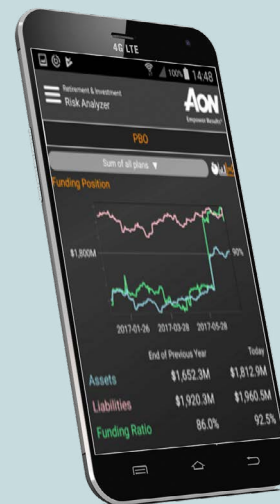 4G LTE
100% 14:48
Retirement & Investment
Risk Analyzer
AON
Empower Results®
PBO
Sum of all plans ▼
Funding Position
$1,800M
90%
2017-01-26 2017-03-28 2017-05-28
End of Previous Year Today
Assets $1,652.3M $1,812.9M
Liabilities $1,920.3M $1,960.5M
Funding Ratio 86.0% 92.5%